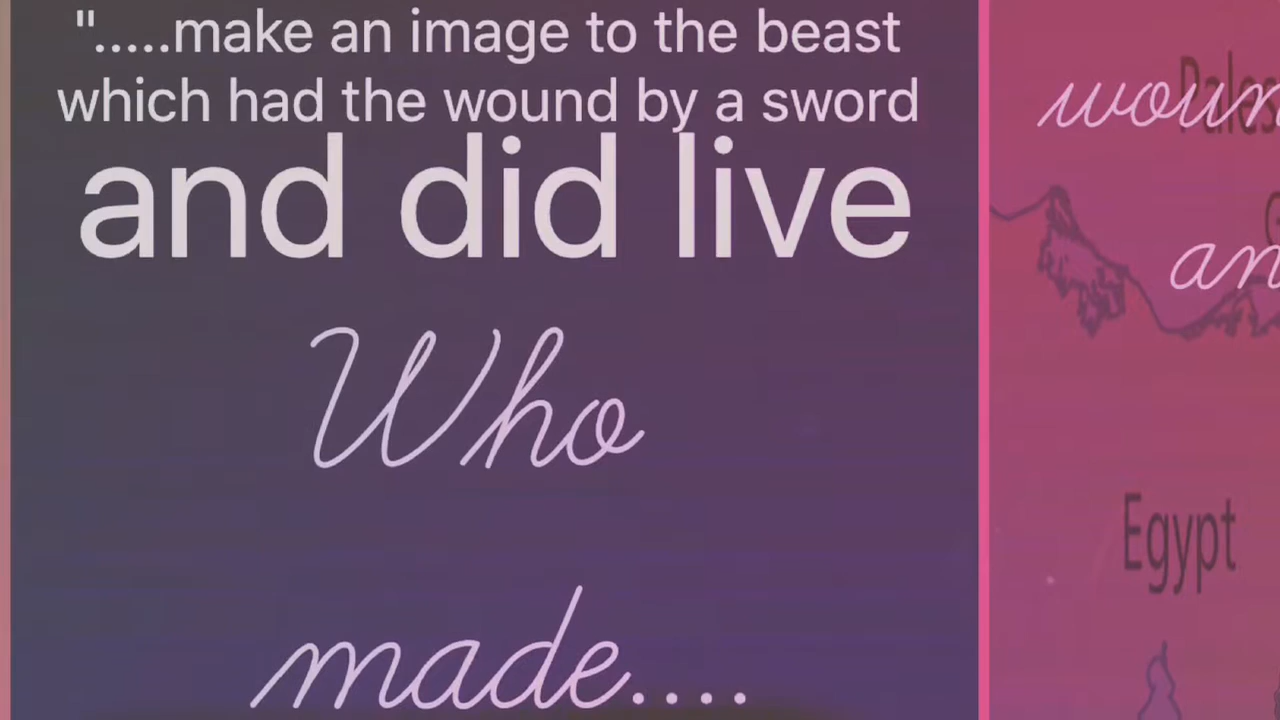 ".....make an image to the beast
which had the wound by a sword
and did live
Who
made....
Egypt